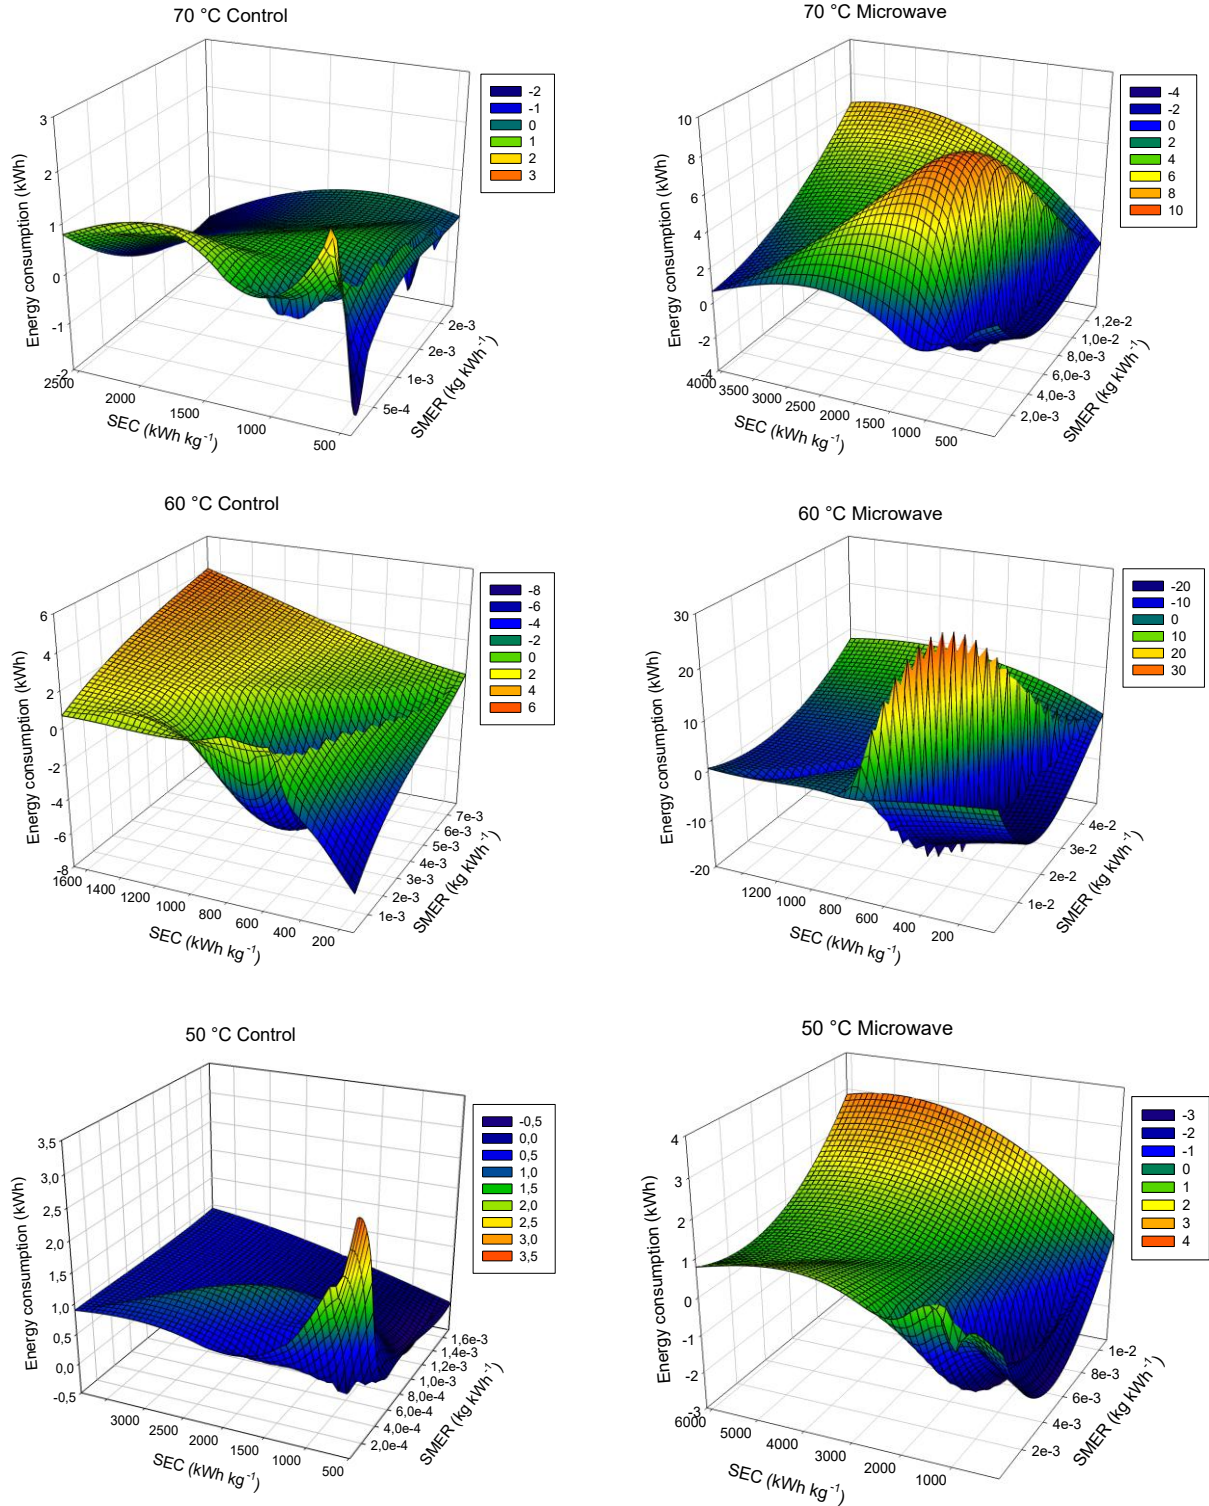 70 °C Control
3
2
1
0
-1
-2
Energy consumption (kWh)
2500
2000
1500
1000
500
SEC (kWh kg⁻¹)
2e-3
2e-3
1e-3
5e-4
SMER (kg kWh⁻¹)
-2
-1
0
1
2
3
70 °C Microwave
10
8
6
4
2
0
-2
-4
Energy consumption (kWh)
4000
3500
3000
2500
2000
1500
1000
500
SEC (kWh kg⁻¹)
1,2e-2
1,0e-2
8,0e-3
6,0e-3
4,0e-3
2,0e-3
SMER (kg kWh⁻¹)
-4
-2
0
2
4
6
8
10
60 °C Control
6
4
2
0
-2
-4
-6
-8
Energy consumption (kWh)
1600
1400
1200
1000
800
600
400
200
SEC (kWh kg⁻¹)
7e-3
6e-3
5e-3
4e-3
3e-3
2e-3
1e-3
SMER (kg kWh⁻¹)
-8
-6
-4
-2
0
2
4
6
60 °C Microwave
30
20
10
0
-10
-20
Energy consumption (kWh)
1200
1000
800
600
400
200
SEC (kWh kg⁻¹)
4e-2
3e-2
2e-2
1e-2
SMER (kg kWh⁻¹)
-20
-10
0
10
20
30
50 °C Control
3,5
3,0
2,5
2,0
1,5
1,0
0,5
0,0
-0,5
Energy consumption (kWh)
3000
2500
2000
1500
1000
500
SEC (kWh kg⁻¹)
1,6e-3
1,4e-3
1,2e-3
1,0e-3
8,0e-4
6,0e-4
4,0e-4
2,0e-4
SMER (kg kWh⁻¹)
-0,5
0,0
0,5
1,0
1,5
2,0
2,5
3,0
3,5
50 °C Microwave
4
3
2
1
0
-1
-2
-3
Energy consumption (kWh)
6000
5000
4000
3000
2000
1000
SEC (kWh kg⁻¹)
1e-2
8e-3
6e-3
4e-3
2e-3
SMER (kg kWh⁻¹)
-3
-2
-1
0
1
2
3
4